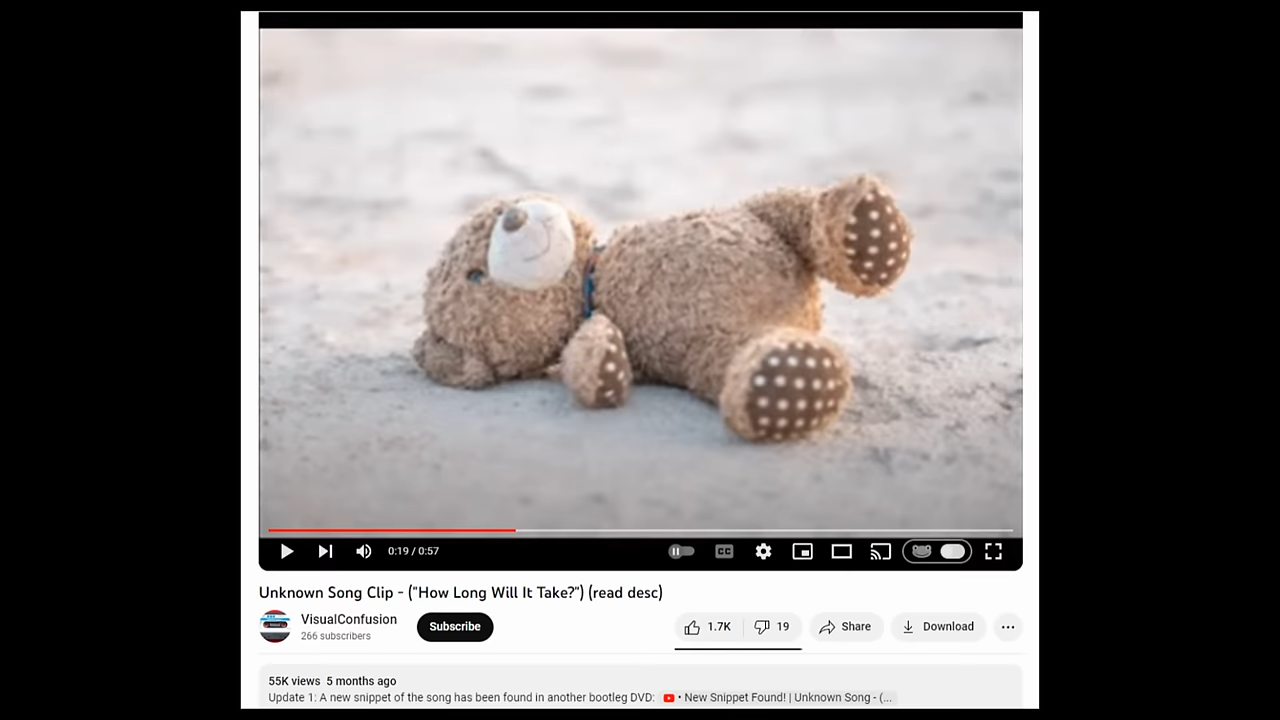 0:19 / 0:57
CC
Unknown Song Clip - ("How Long Will It Take?") (read desc)
VisualConfusion
266 subscribers
Subscribe
1.7K
19
Share
Download
55K views 5 months ago
Update 1: A new snippet of the song has been found in another bootleg DVD: • New Snippet Found! | Unknown Song - (...